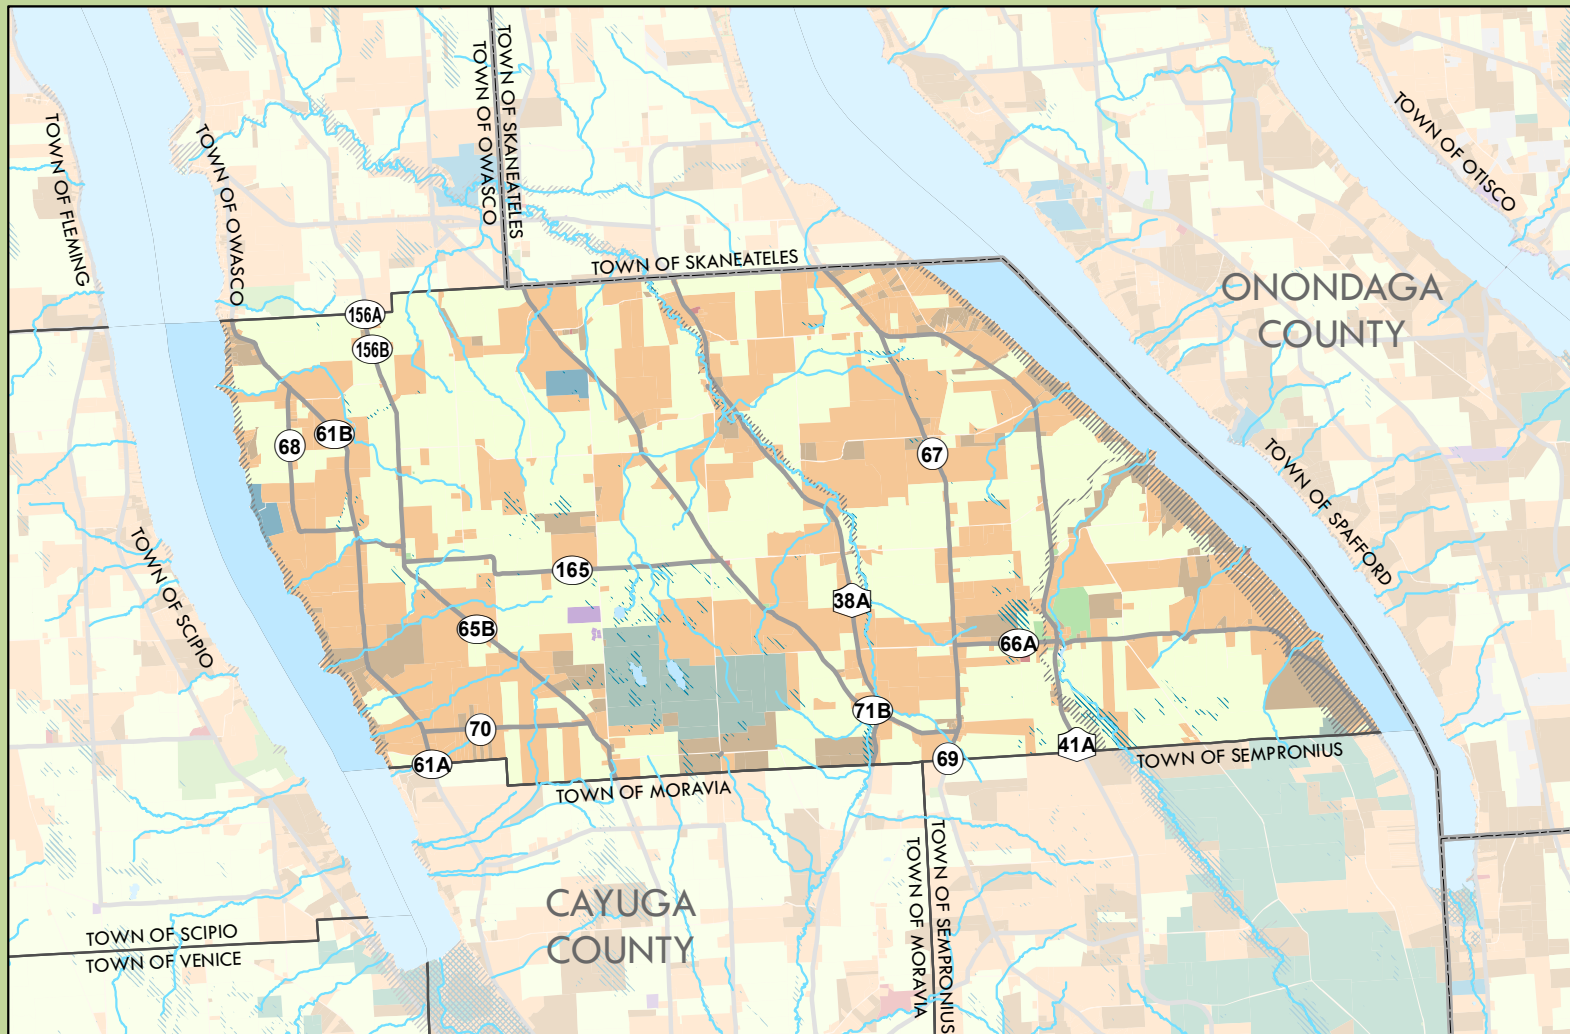 TOWN OF SKANEATELES
TOWN OF OWASCO
TOWN OF FLEMING
TOWN OF OWASCO
TOWN OF OTISCO
TOWN OF SKANEATELES
ONONDAGA
COUNTY
156A
156B
68
61B
67
TOWN OF SPAFFORD
TOWN OF SCIPIO
165
38A
65B
66A
71B
70
61A
69
41A
TOWN OF SEMPRONIUS
TOWN OF MORAVIA
CAYUGA
COUNTY
TOWN OF SEMPRONIUS
TOWN OF MORAVIA
TOWN OF SCIPIO
TOWN OF VENICE